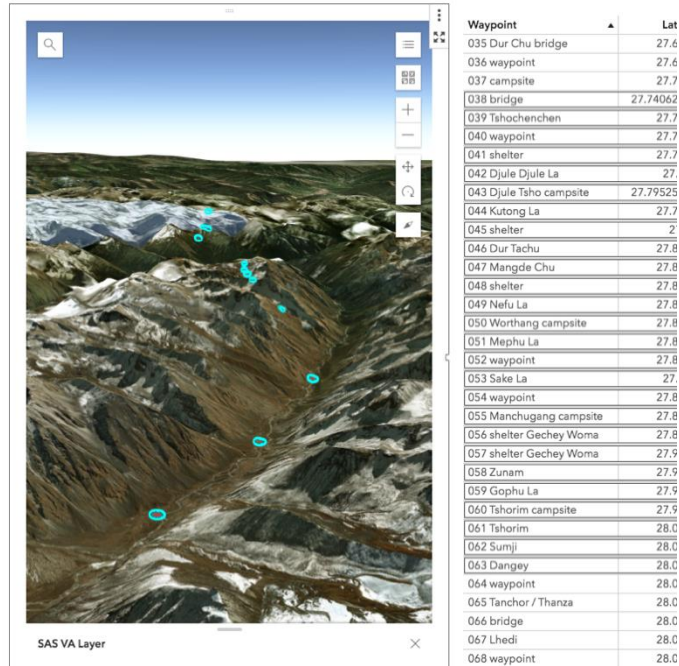 Waypoint Lat
035 Dur Chu bridge 27.6
036 waypoint 27.6
037 campsite 27.7
038 bridge 27.74062
039 Tshochenchen 27.7
040 waypoint 27.7
041 shelter 27.7
042 Djule Djule La 27.
043 Djule Tsho campsite 27.79525
044 Kutong La 27.7
045 shelter 27
046 Dur Tachu 27.8
047 Mangde Chu 27.8
048 shelter 27.8
049 Nefu La 27.8
050 Worthang campsite 27.8
051 Mephu La 27.8
052 waypoint 27.8
053 Sake La 27.
054 waypoint 27.8
055 Manchugang campsite 27.8
056 shelter Gechey Woma 27.8
057 shelter Gechey Woma 27.9
058 Zunam 27.9
059 Gophu La 27.9
060 Tshorim campsite 27.9
061 Tshorim 28.0
062 Sumji 28.0
063 Dangey 28.0
064 waypoint 28.0
065 Tanchor / Thanza 28.0
066 bridge 28.0
067 Lhedi 28.0
068 waypoint 28.0
SAS VA Layer